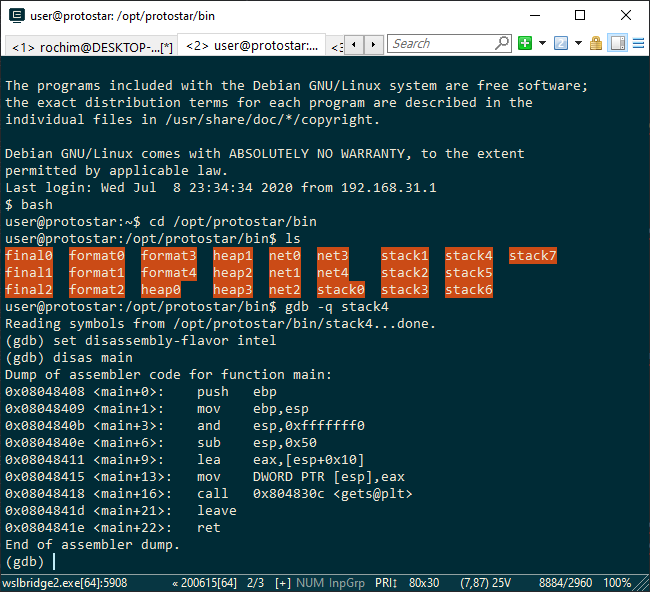 user@protostar: /opt/protostar/bin
<1> rochim@DESKTOP-...[*] <2> user@protostar:... <3 Search
The programs included with the Debian GNU/Linux system are free software;
the exact distribution terms for each program are described in the
individual files in /usr/share/doc/*/copyright.
Debian GNU/Linux comes with ABSOLUTELY NO WARRANTY, to the extent
permitted by applicable law.
Last login: Wed Jul  8 23:34:34 2020 from 192.168.31.1
$ bash
user@protostar:~$ cd /opt/protostar/bin
user@protostar:/opt/protostar/bin$ ls
final0  format0  format3  heap1  net0  net3    stack1  stack4  stack7
final1  format1  format4  heap2  net1  net4    stack2  stack5
final2  format2  heap0    heap3  net2  stack0  stack3  stack6
user@protostar:/opt/protostar/bin$ gdb -q stack4
Reading symbols from /opt/protostar/bin/stack4...done.
(gdb) set disassembly-flavor intel
(gdb) disas main
Dump of assembler code for function main:
0x08048408 <main+0>:    push   ebp
0x08048409 <main+1>:    mov    ebp,esp
0x0804840b <main+3>:    and    esp,0xfffffff0
0x0804840e <main+6>:    sub    esp,0x50
0x08048411 <main+9>:    lea    eax,[esp+0x10]
0x08048415 <main+13>:   mov    DWORD PTR [esp],eax
0x08048418 <main+16>:   call   0x804830c <gets@plt>
0x0804841d <main+21>:   leave
0x0804841e <main+22>:   ret
End of assembler dump.
(gdb)
wslbridge2.exe[64]:5908 « 200615[64] 2/3 [+] NUM InpGrp PRI↕ 80x30 (7,87) 25V 8884/2960 100%